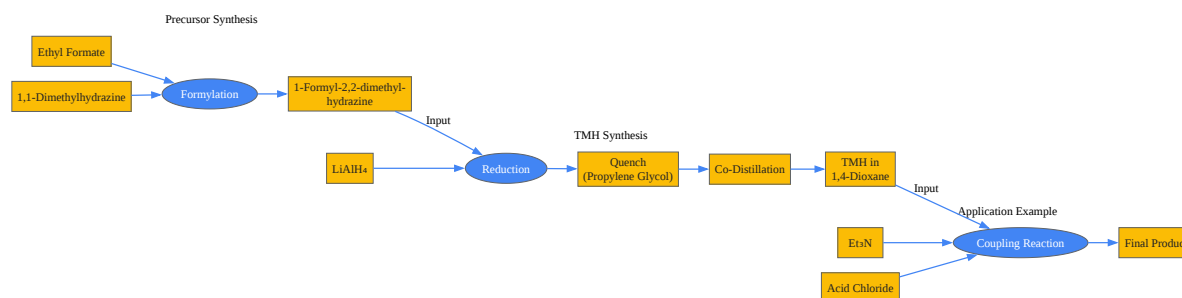 Precursor Synthesis
Ethyl Formate
1,1-Dimethylhydrazine
Formylation
1-Formyl-2,2-dimethyl-
hydrazine
Input
TMH Synthesis
LiAlH₄
Reduction
Quench
(Propylene Glycol)
Co-Distillation
TMH in
1,4-Dioxane
Input
Application Example
Et₃N
Coupling Reaction
Final Produc
Acid Chloride